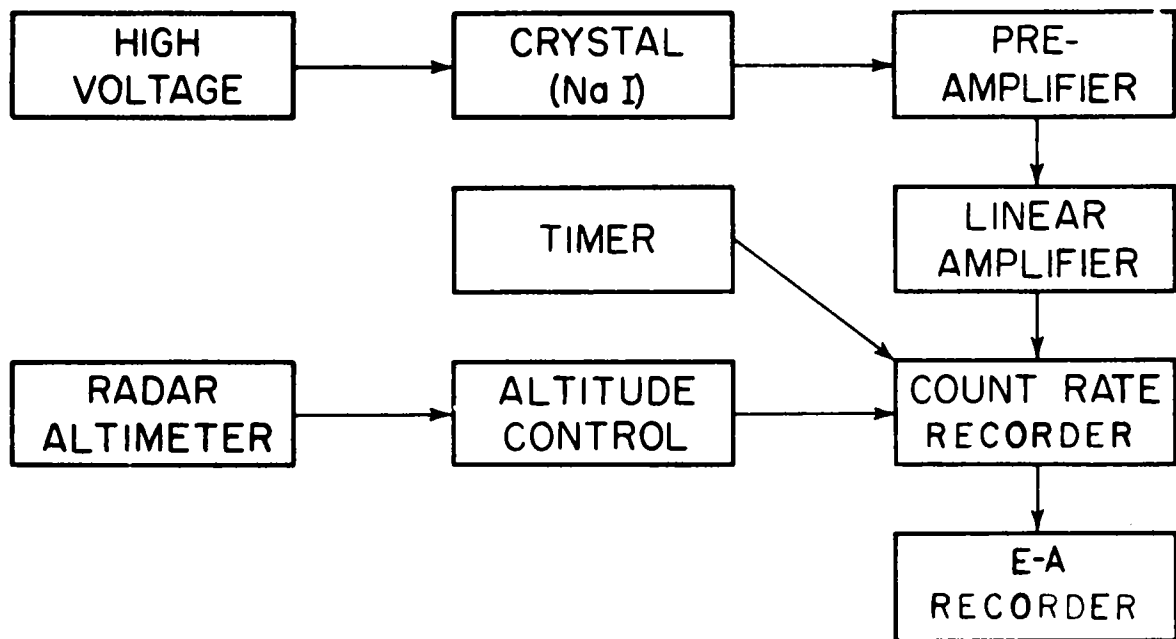 HIGH
VOLTAGE
CRYSTAL
(Na I)
PRE-
AMPLIFIER
TIMER
LINEAR
AMPLIFIER
RADAR
ALTIMETER
ALTITUDE
CONTROL
COUNT RATE
RECORDER
E-A
RECORDER